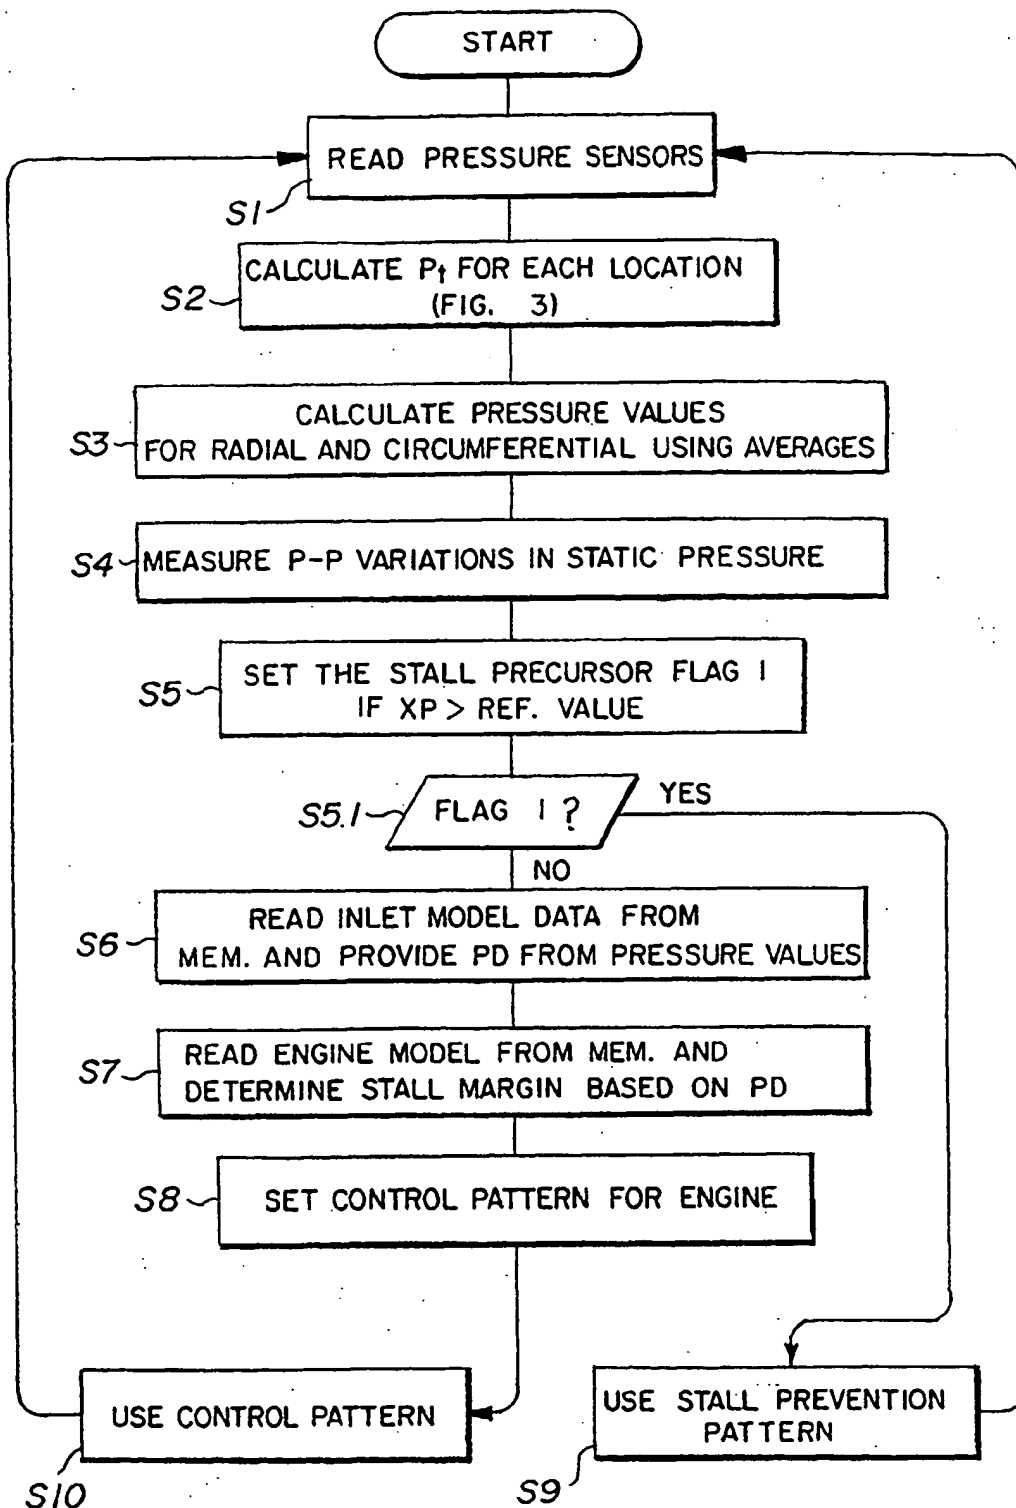 START
READ PRESSURE SENSORS
S1
CALCULATE Pt FOR EACH LOCATION
(FIG. 3)
S2
CALCULATE PRESSURE VALUES
FOR RADIAL AND CIRCUMFERENTIAL USING AVERAGES
S3
MEASURE P-P VARIATIONS IN STATIC PRESSURE
S4
SET THE STALL PRECURSOR FLAG 1
IF XP > REF. VALUE
S5
FLAG 1 ?
S5.1
YES
NO
READ INLET MODEL DATA FROM
MEM. AND PROVIDE PD FROM PRESSURE VALUES
S6
READ ENGINE MODEL FROM MEM. AND
DETERMINE STALL MARGIN BASED ON PD
S7
SET CONTROL PATTERN FOR ENGINE
S8
USE CONTROL PATTERN
S10
USE STALL PREVENTION
PATTERN
S9